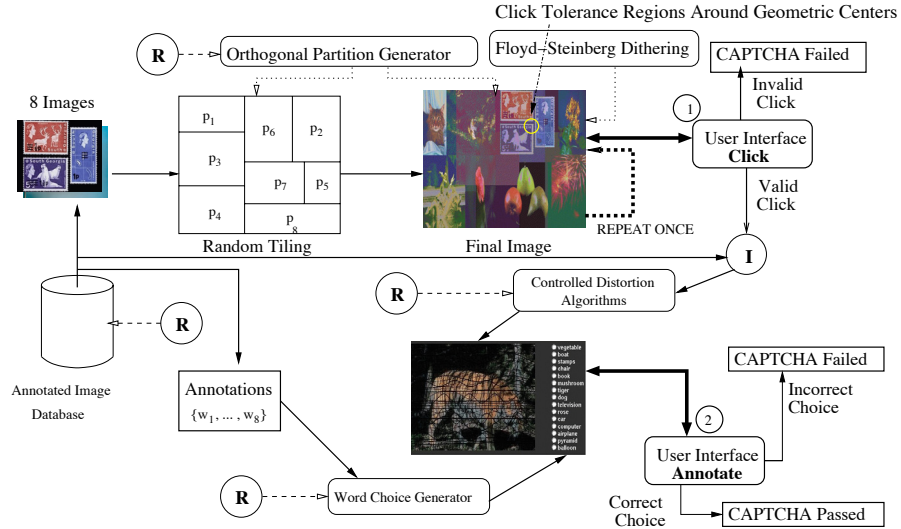 Click Tolerance Regions Around Geometric Centers
R
Orthogonal Partition Generator
Floyd-Steinberg Dithering
CAPTCHA Failed
8 Images
1
Invalid
Click
p1
p6
p2
p3
p7
p5
p4
p8
User Interface
Click
Valid
Click
REPEAT ONCE
Random Tiling
Final Image
I
R
Controlled Distortion
Algorithms
R
Annotated Image
Database
Annotations
{w1, ... , w8}
vegetable
boat
stamps
chair
book
mushroom
tiger
dog
television
rose
car
computer
airplane
pyramid
balloon
CAPTCHA Failed
Incorrect
Choice
2
User Interface
Annotate
R
Word Choice Generator
Correct
Choice
CAPTCHA Passed